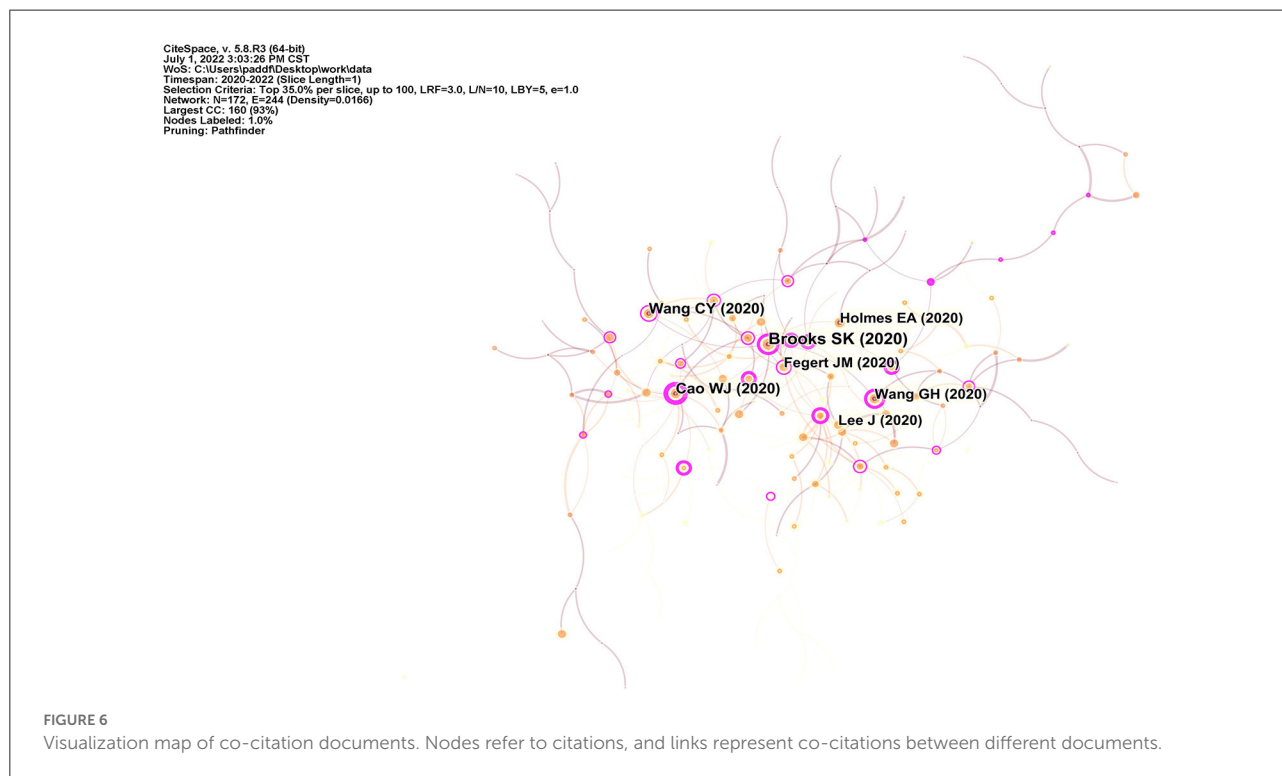 CiteSpace, v. 5.8.R3 (64-bit)
July 1, 2022 3:03:26 PM CST
WoS: C:\Users\paddf\Desktop\work\data
Timespan: 2020-2022 (Slice Length=1)
Selection Criteria: Top 35.0% per slice, up to 100, LRF=3.0, L/N=10, LBY=5, e=1.0
Network: N=172, E=244 (Density=0.0166)
Largest CC: 160 (93%)
Nodes Labeled: 1.0%
Pruning: Pathfinder
Wang CY (2020)
Holmes EA (2020)
Brooks SK (2020)
Fegert JM (2020)
Cao WJ (2020)
Wang GH (2020)
Lee J (2020)
FIGURE 6
Visualization map of co-citation documents. Nodes refer to citations, and links represent co-citations between different documents.